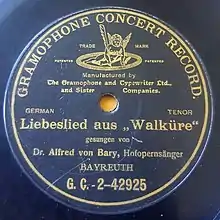 GRAMOPHONE CONCERT RECORD.
TRADE MARK
Manufactured by
The Gramophone and Typewriter Ltd.,
and Sister Companies.
GERMAN TENOR
Liebeslied aus „Walküre“
gesungen von
Dr. Alfred von Bary, Hofopernsänger
BAYREUTH
G. C.-2-42925